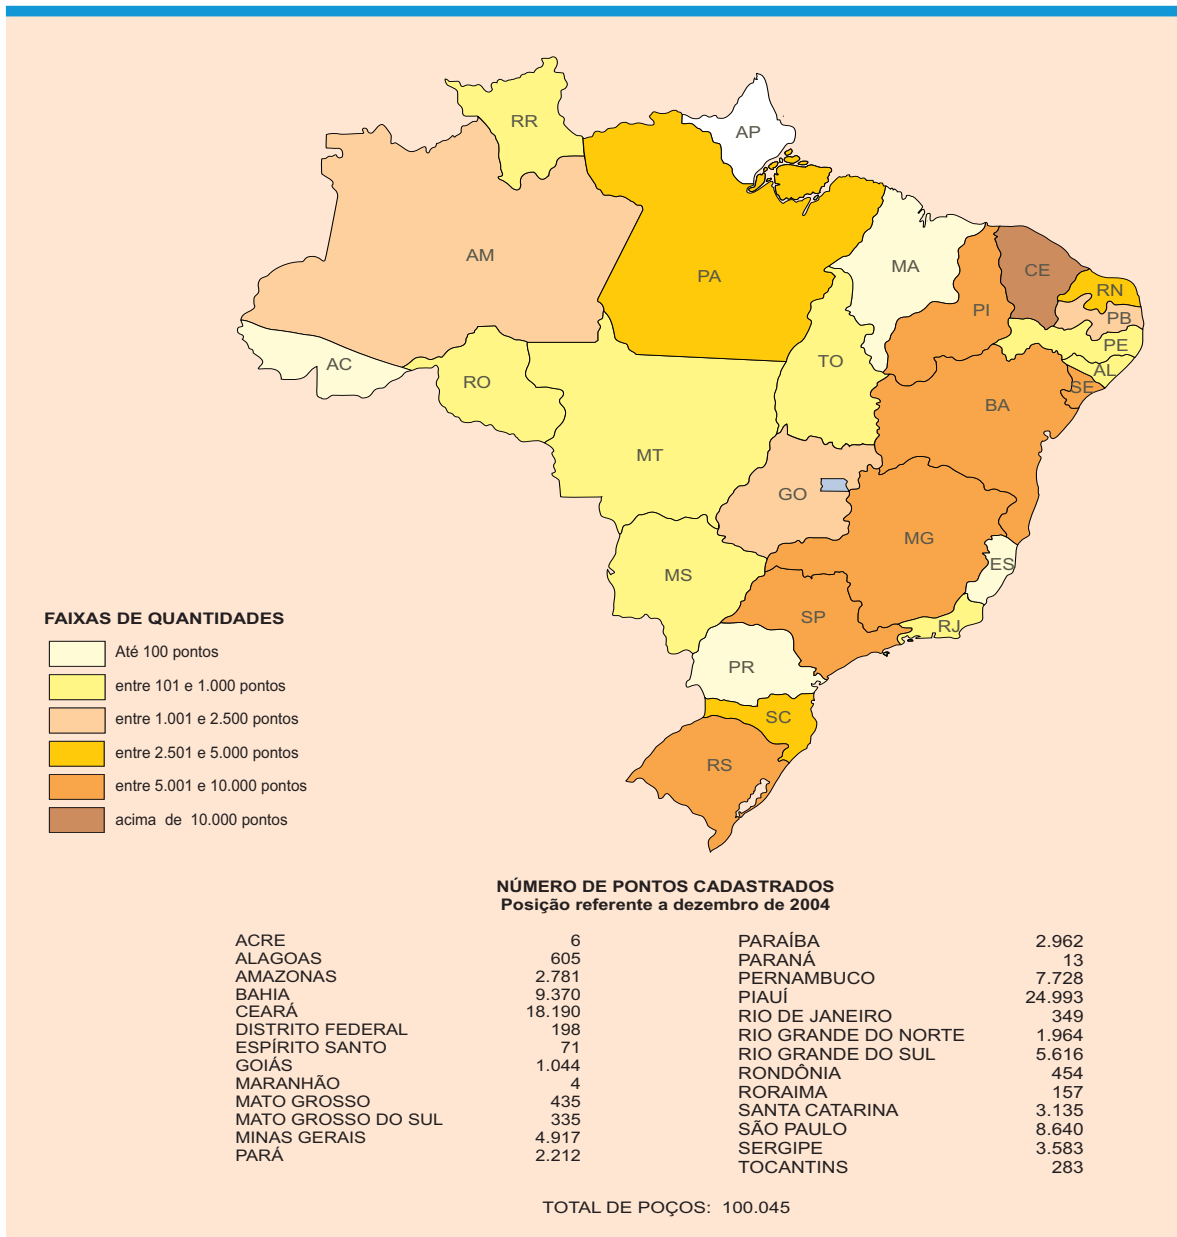 RR
AP
AM
PA
MA
CE
RN
PB
PI
PE
AL
SE
AC
RO
TO
BA
MT
GO
MG
ES
MS
SP
RJ
PR
SC
RS
FAIXAS DE QUANTIDADES
Até 100 pontos
entre 101 e 1.000 pontos
entre 1.001 e 2.500 pontos
entre 2.501 e 5.000 pontos
entre 5.001 e 10.000 pontos
acima de 10.000 pontos
NÚMERO DE PONTOS CADASTRADOS
Posição referente a dezembro de 2004
ACRE 6
ALAGOAS 605
AMAZONAS 2.781
BAHIA 9.370
CEARÁ 18.190
DISTRITO FEDERAL 198
ESPÍRITO SANTO 71
GOIÁS 1.044
MARANHÃO 4
MATO GROSSO 435
MATO GROSSO DO SUL 335
MINAS GERAIS 4.917
PARÁ 2.212
PARAÍBA 2.962
PARANÁ 13
PERNAMBUCO 7.728
PIAUÍ 24.993
RIO DE JANEIRO 349
RIO GRANDE DO NORTE 1.964
RIO GRANDE DO SUL 5.616
RONDÔNIA 454
RORAIMA 157
SANTA CATARINA 3.135
SÃO PAULO 8.640
SERGIPE 3.583
TOCANTINS 283
TOTAL DE POÇOS: 100.045